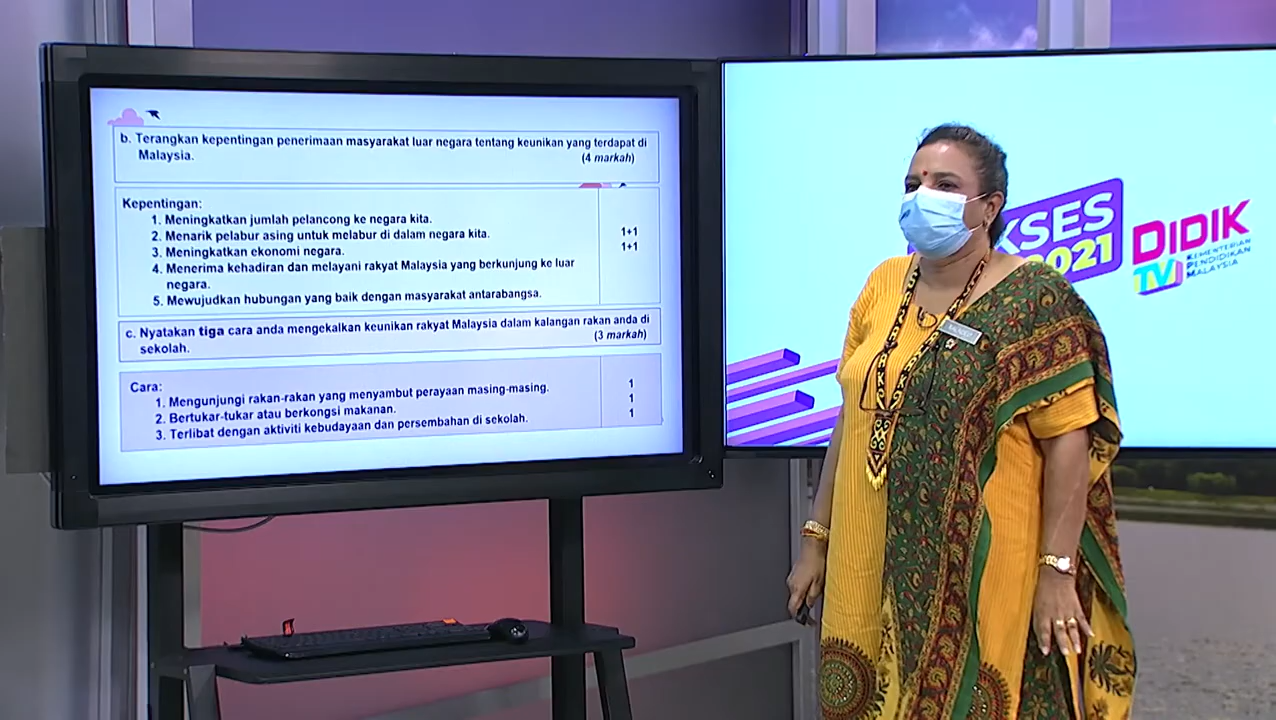 b. Terangkan kepentingan penerimaan masyarakat luar negara tentang keunikan yang terdapat di
Malaysia.
(4 markah)
Kepentingan:
1. Meningkatkan jumlah pelancong ke negara kita.
2. Menarik pelabur asing untuk melabur di dalam negara kita.
1+1
3. Meningkatkan ekonomi negara.
1+1
4. Menerima kehadiran dan melayani rakyat Malaysia yang berkunjung ke luar
negara.
5. Mewujudkan hubungan yang baik dengan masyarakat antarabangsa.
c. Nyatakan tiga cara anda mengekalkan keunikan rakyat Malaysia dalam kalangan rakan anda di
sekolah.
(3 markah)
Cara:
1. Mengunjungi rakan-rakan yang menyambut perayaan masing-masing.
1
2. Bertukar-tukar atau berkongsi makanan.
1
3. Terlibat dengan aktiviti kebudayaan dan persembahan di sekolah.
1
KSES
2021
DIDIK
TV
KEMENTERIAN
PENDIDIKAN
MALAYSIA